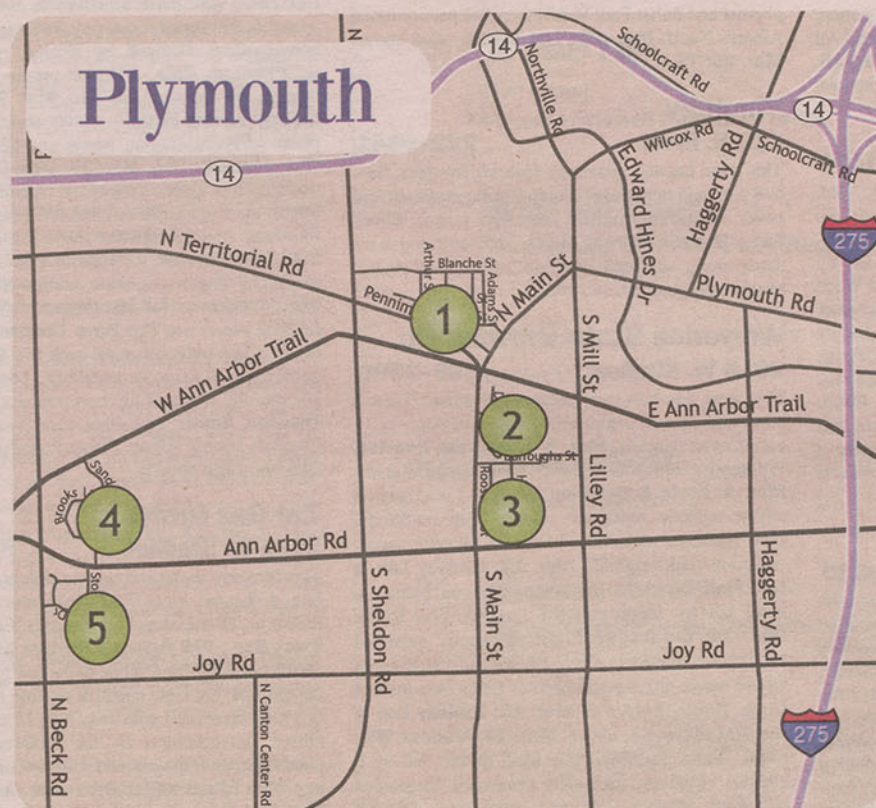 Plymouth
14
14
14
Schoolcraft Rd
Northville Rd
Wilcox Rd
Schoolcraft Rd
Haggerty Rd
Edward Hines Dr
275
N Territorial Rd
Arthur
Blanche St
Adams St
N Main St
Plymouth Rd
1
W Ann Arbor Trail
S Mill St
E Ann Arbor Trail
2
Burroughs St
Lilley Rd
3
4
Brooks
Ann Arbor Rd
5
S Sheldon Rd
S Main St
Haggerty Rd
Joy Rd
Joy Rd
N Beck Rd
N Canton Center Rd
275